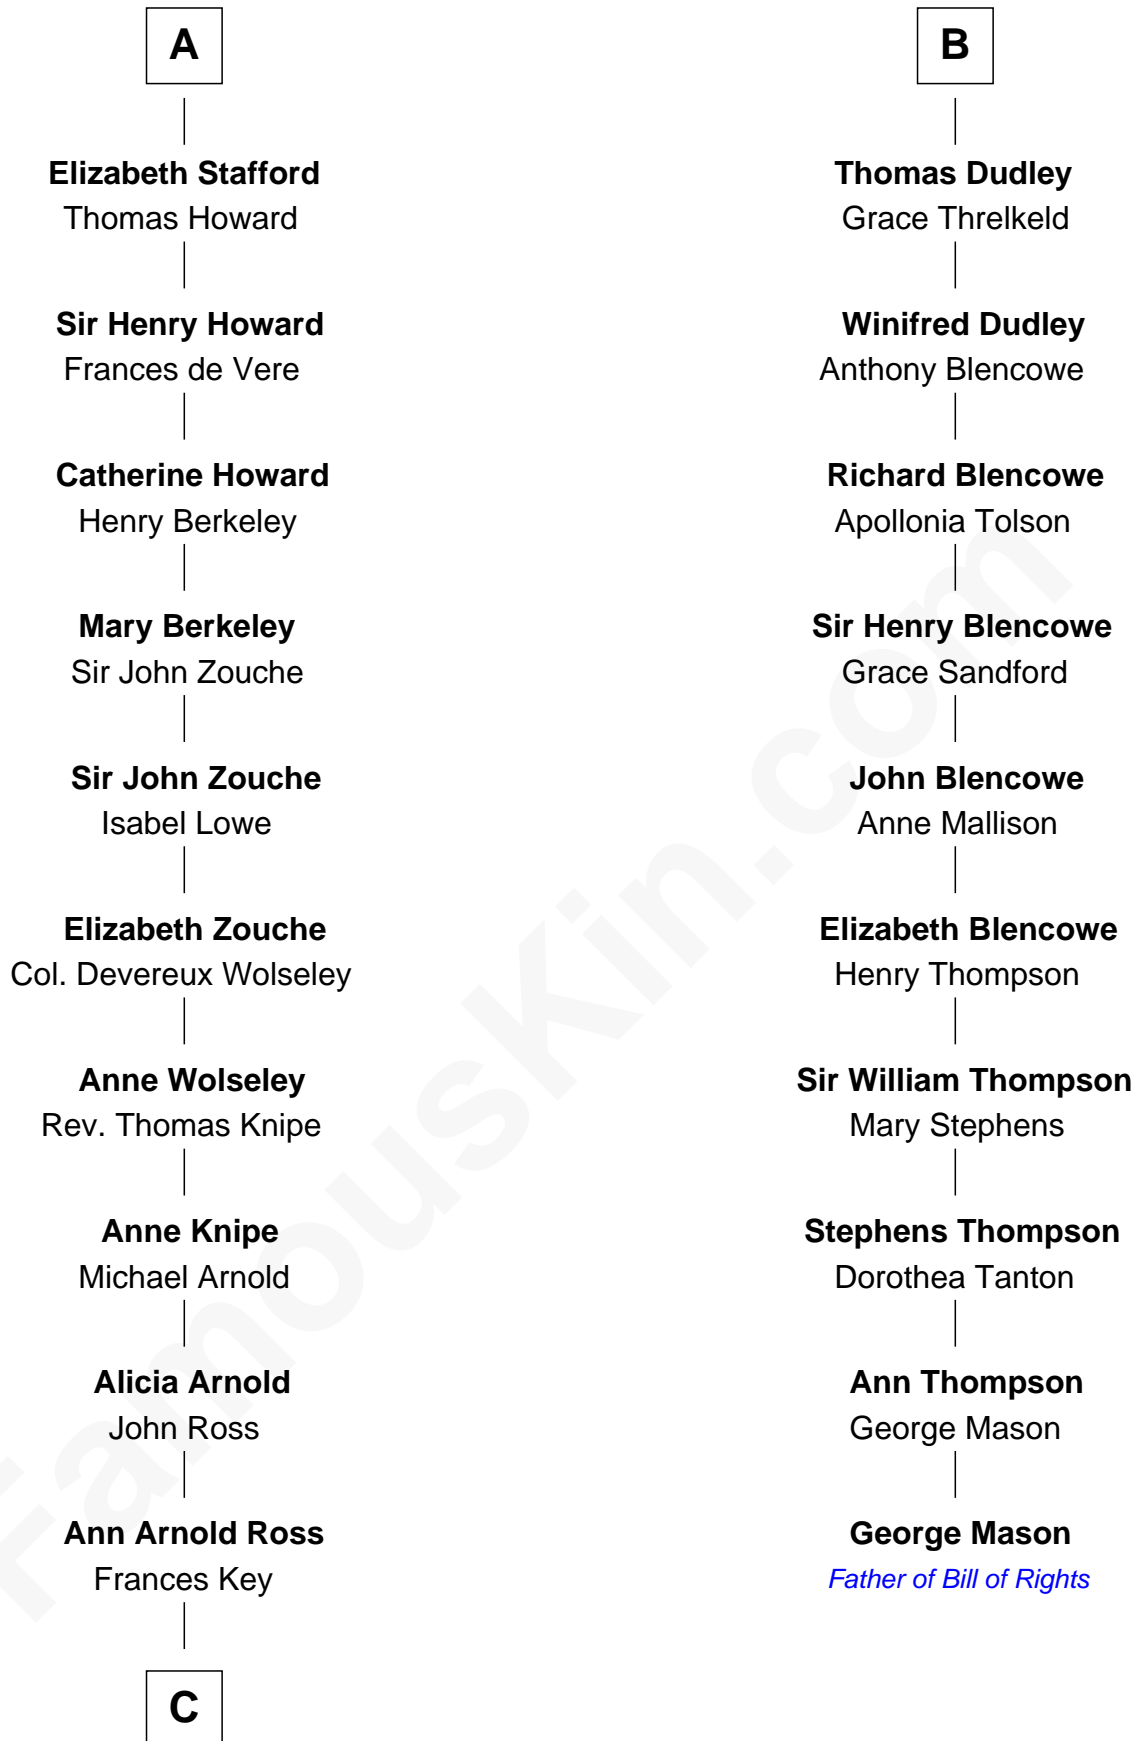 A
Elizabeth Stafford
Thomas Howard
Sir Henry Howard
Frances de Vere
Catherine Howard
Henry Berkeley
Mary Berkeley
Sir John Zouche
Sir John Zouche
Isabel Lowe
Elizabeth Zouche
Col. Devereux Wolseley
Anne Wolseley
Rev. Thomas Knipe
Anne Knipe
Michael Arnold
Alicia Arnold
John Ross
Ann Arnold Ross
Frances Key
C
B
Thomas Dudley
Grace Threlkeld
Winifred Dudley
Anthony Blencowe
Richard Blencowe
Apollonia Tolson
Sir Henry Blencowe
Grace Sandford
John Blencowe
Anne Mallison
Elizabeth Blencowe
Henry Thompson
Sir William Thompson
Mary Stephens
Stephens Thompson
Dorothea Tanton
Ann Thompson
George Mason
George Mason
Father of Bill of Rights
FamousKin.com